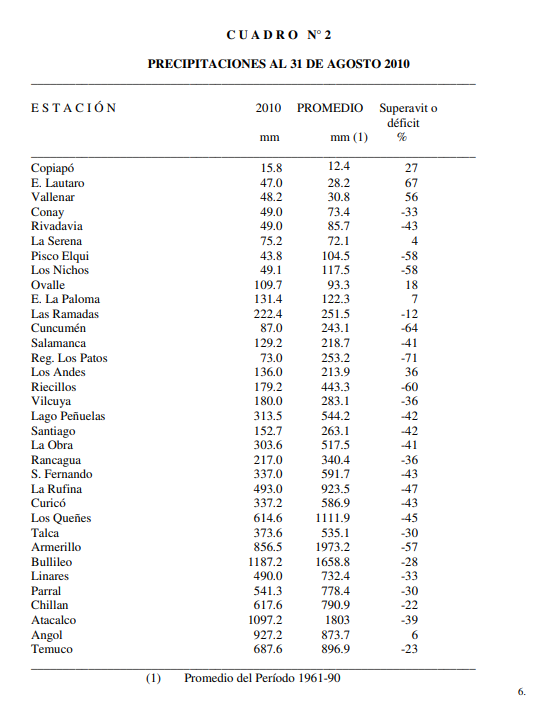 C U A D R O N° 2
PRECIPITACIONES AL 31 DE AGOSTO 2010
E S T A C I Ó N 2010 PROMEDIO Superavit o
déficit
mm mm (1) %
Copiapó 15.8 12.4 27
E. Lautaro 47.0 28.2 67
Vallenar 48.2 30.8 56
Conay 49.0 73.4 -33
Rivadavia 49.0 85.7 -43
La Serena 75.2 72.1 4
Pisco Elqui 43.8 104.5 -58
Los Nichos 49.1 117.5 -58
Ovalle 109.7 93.3 18
E. La Paloma 131.4 122.3 7
Las Ramadas 222.4 251.5 -12
Cuncumén 87.0 243.1 -64
Salamanca 129.2 218.7 -41
Reg. Los Patos 73.0 253.2 -71
Los Andes 136.0 213.9 36
Riecillos 179.2 443.3 -60
Vilcuya 180.0 283.1 -36
Lago Peñuelas 313.5 544.2 -42
Santiago 152.7 263.1 -42
La Obra 303.6 517.5 -41
Rancagua 217.0 340.4 -36
S. Fernando 337.0 591.7 -43
La Rufina 493.0 923.5 -47
Curicó 337.2 586.9 -43
Los Queñes 614.6 1111.9 -45
Talca 373.6 535.1 -30
Armerillo 856.5 1973.2 -57
Bullileo 1187.2 1658.8 -28
Linares 490.0 732.4 -33
Parral 541.3 778.4 -30
Chillan 617.6 790.9 -22
Atacalco 1097.2 1803 -39
Angol 927.2 873.7 6
Temuco 687.6 896.9 -23
(1) Promedio del Período 1961-90
6.